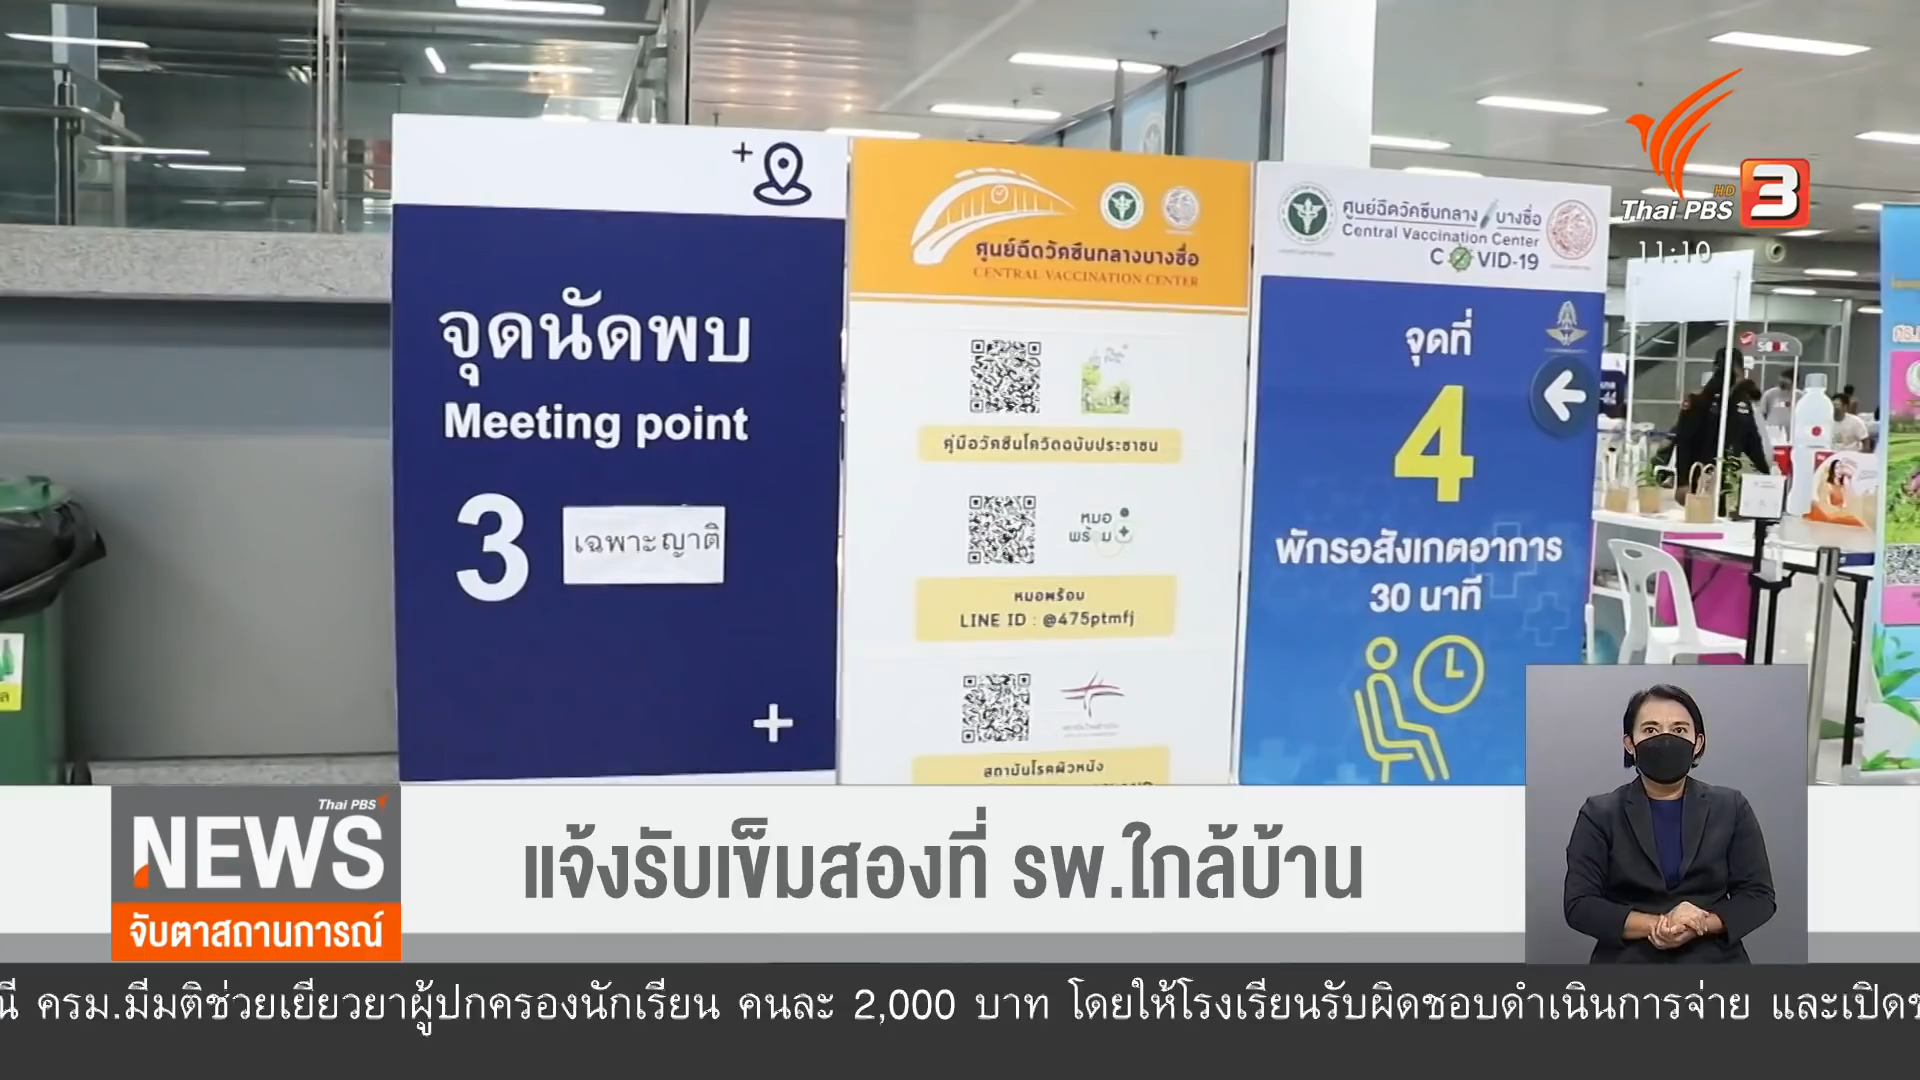 จุดนัดพบ
Meeting point
3
เฉพาะญาติ
ศูนย์ฉีดวัคซีนกลางบางซื่อ
CENTRAL VACCINATION CENTER
คู่มือวัคซีนโควิดฉบับประชาชน
หมอ
พร้อม
หมอพร้อม
LINE ID : @475ptmfj
สถาบันโรคผิวหนัง
ศูนย์ฉีดวัคซีนกลาง บางซื่อ
Central Vaccination Center
COVID-19
จุดที่
4
พักรอสังเกตอาการ
30 นาที
HD
Thai PBS 3
11:10
Thai PBS
NEWS
จับตาสถานการณ์
แจ้งรับเข็มสองที่ รพ.ใกล้บ้าน
ครม.มีมติช่วยเยียวยาผู้ปกครองนักเรียน คนละ 2,000 บาท โดยให้โรงเรียนรับผิดชอบดำเนินการจ่าย และเปิด